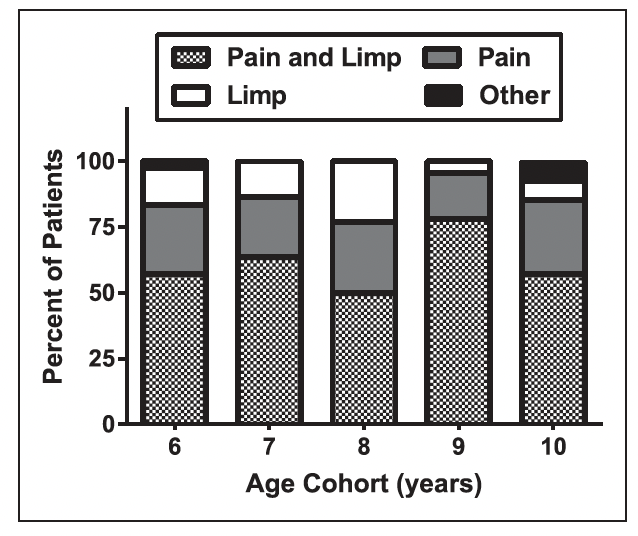 Pain and Limp Pain
Limp Other
Percent of Patients
100
75
50
25
0
6 7 8 9 10
Age Cohort (years)